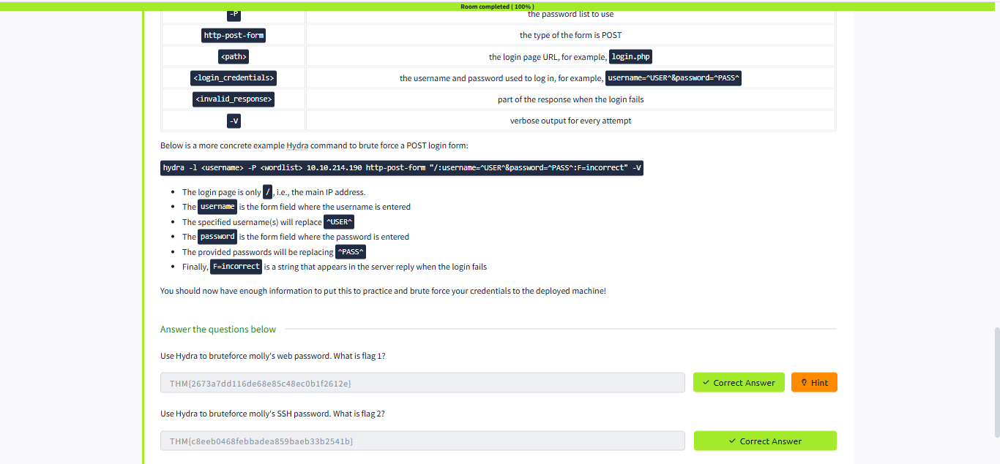 Room completed ( 100% )
-P the password list to use
http-post-form the type of the form is POST
<path> the login page URL, for example, login.php
<login_credentials> the username and password used to log in, for example, username=^USER^&password=^PASS^
<invalid_response> part of the response when the login fails
-V verbose output for every attempt
Below is a more concrete example Hydra command to brute force a POST login form:
hydra -l <username> -P <wordlist> 10.10.214.190 http-post-form "/:username=^USER^&password=^PASS^:F=incorrect" -V
• The login page is only / , i.e., the main IP address.
• The username is the form field where the username is entered
• The specified username(s) will replace ^USER^
• The password is the form field where the password is entered
• The provided passwords will be replacing ^PASS^
• Finally, F=incorrect is a string that appears in the server reply when the login fails
You should now have enough information to put this to practice and brute force your credentials to the deployed machine!
Answer the questions below
Use Hydra to bruteforce molly's web password. What is flag 1?
THM{2673a7dd116de68e85c48ec0b1f2612e} ✓ Correct Answer Hint
Use Hydra to bruteforce molly's SSH password. What is flag 2?
THM{c8eeb0468febbadea859baeb33b2541b} ✓ Correct Answer